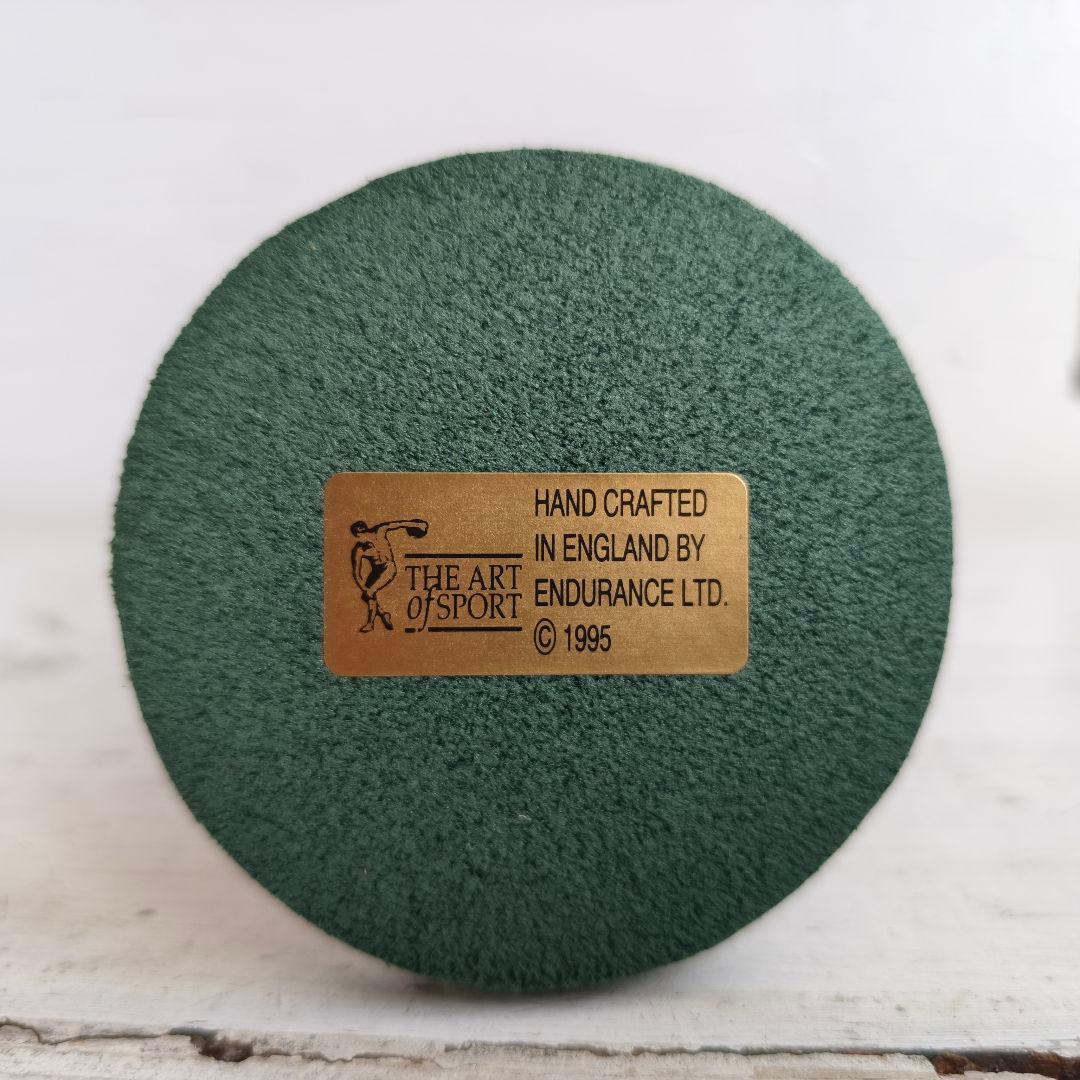 THE ART
of SPORT
HAND CRAFTED
IN ENGLAND BY
ENDURANCE LTD.
© 1995